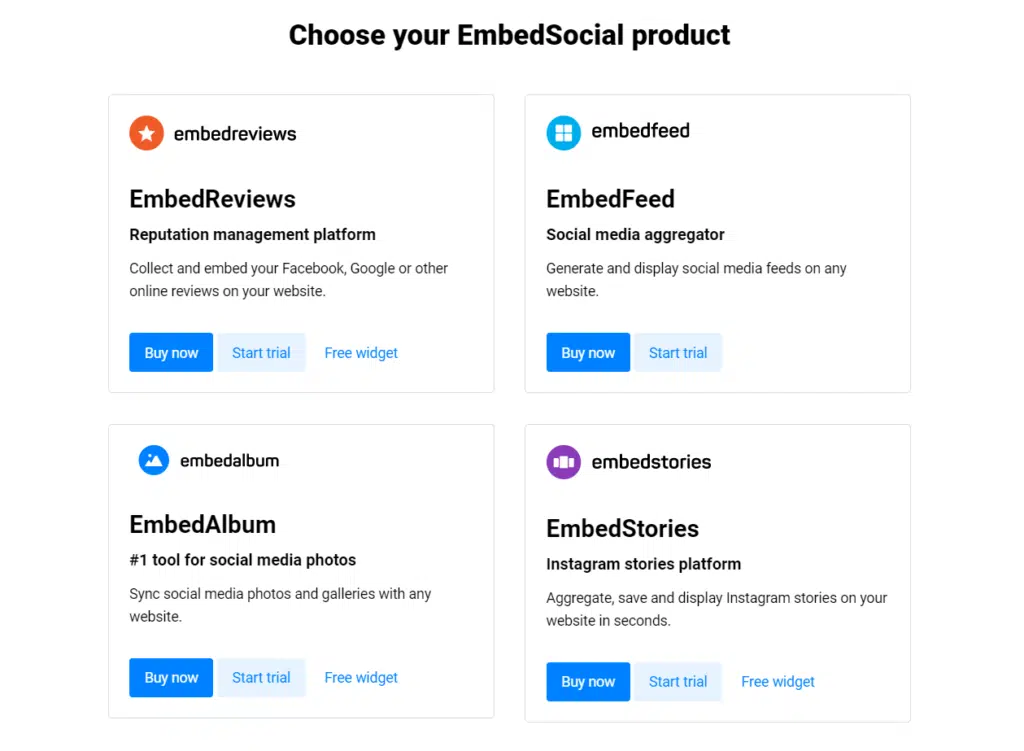 Choose your EmbedSocial product
embedreviews
EmbedReviews
Reputation management platform
Collect and embed your Facebook, Google or other
online reviews on your website.
Buy now
Start trial
Free widget
embedfeed
EmbedFeed
Social media aggregator
Generate and display social media feeds on any
website.
Buy now
Start trial
embedalbum
EmbedAlbum
#1 tool for social media photos
Sync social media photos and galleries with any
website.
Buy now
Start trial
Free widget
embedstories
EmbedStories
Instagram stories platform
Aggregate, save and display Instagram stories on your
website in seconds.
Buy now
Start trial
Free widget